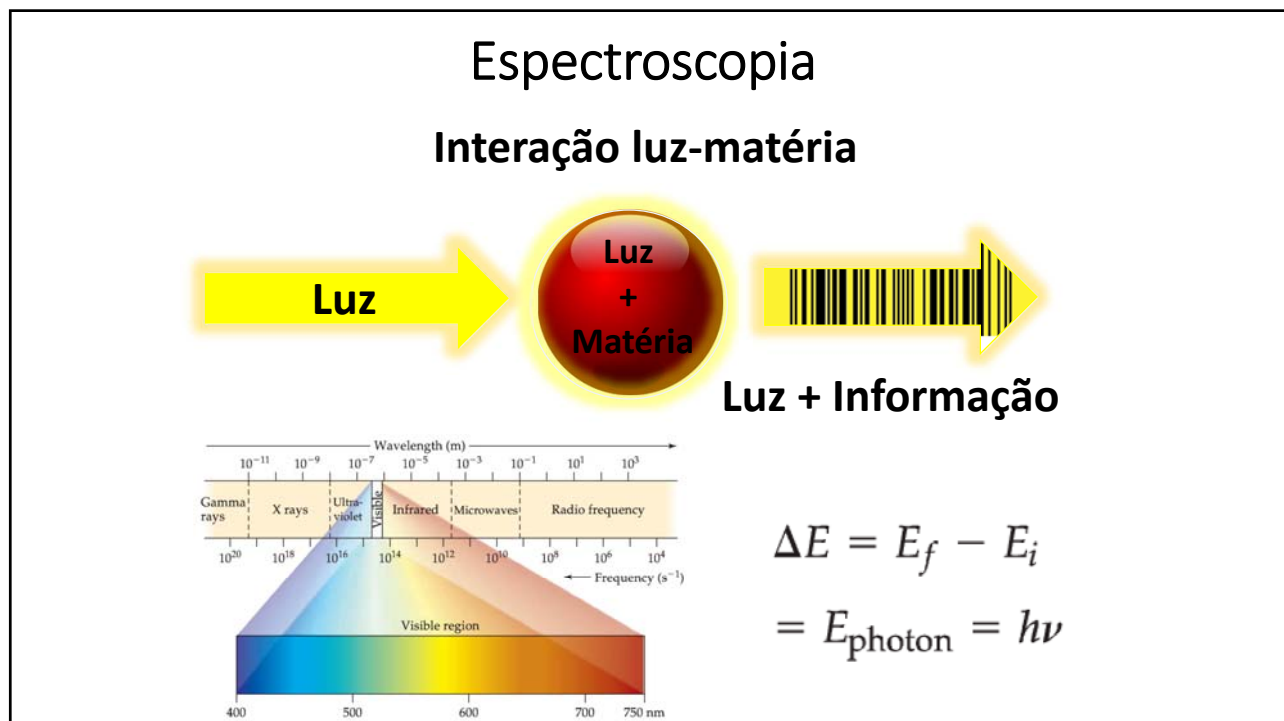 Espectroscopia
Interação luz-matéria
Luz
Luz
+
Matéria
Luz + Informação
Wavelength (m)
10⁻¹¹ 10⁻⁹ 10⁻⁷ 10⁻⁵ 10⁻³ 10⁻¹ 10¹ 10³
Gamma
rays
X rays
Ultra-
violet
Visible
Infrared
Microwaves
Radio frequency
10²⁰ 10¹⁸ 10¹⁶ 10¹⁴ 10¹² 10¹⁰ 10⁸ 10⁶ 10⁴
Frequency (s⁻¹)
Visible region
400 500 600 700 750 nm
ΔE = E_f − E_i
= E_photon = hν